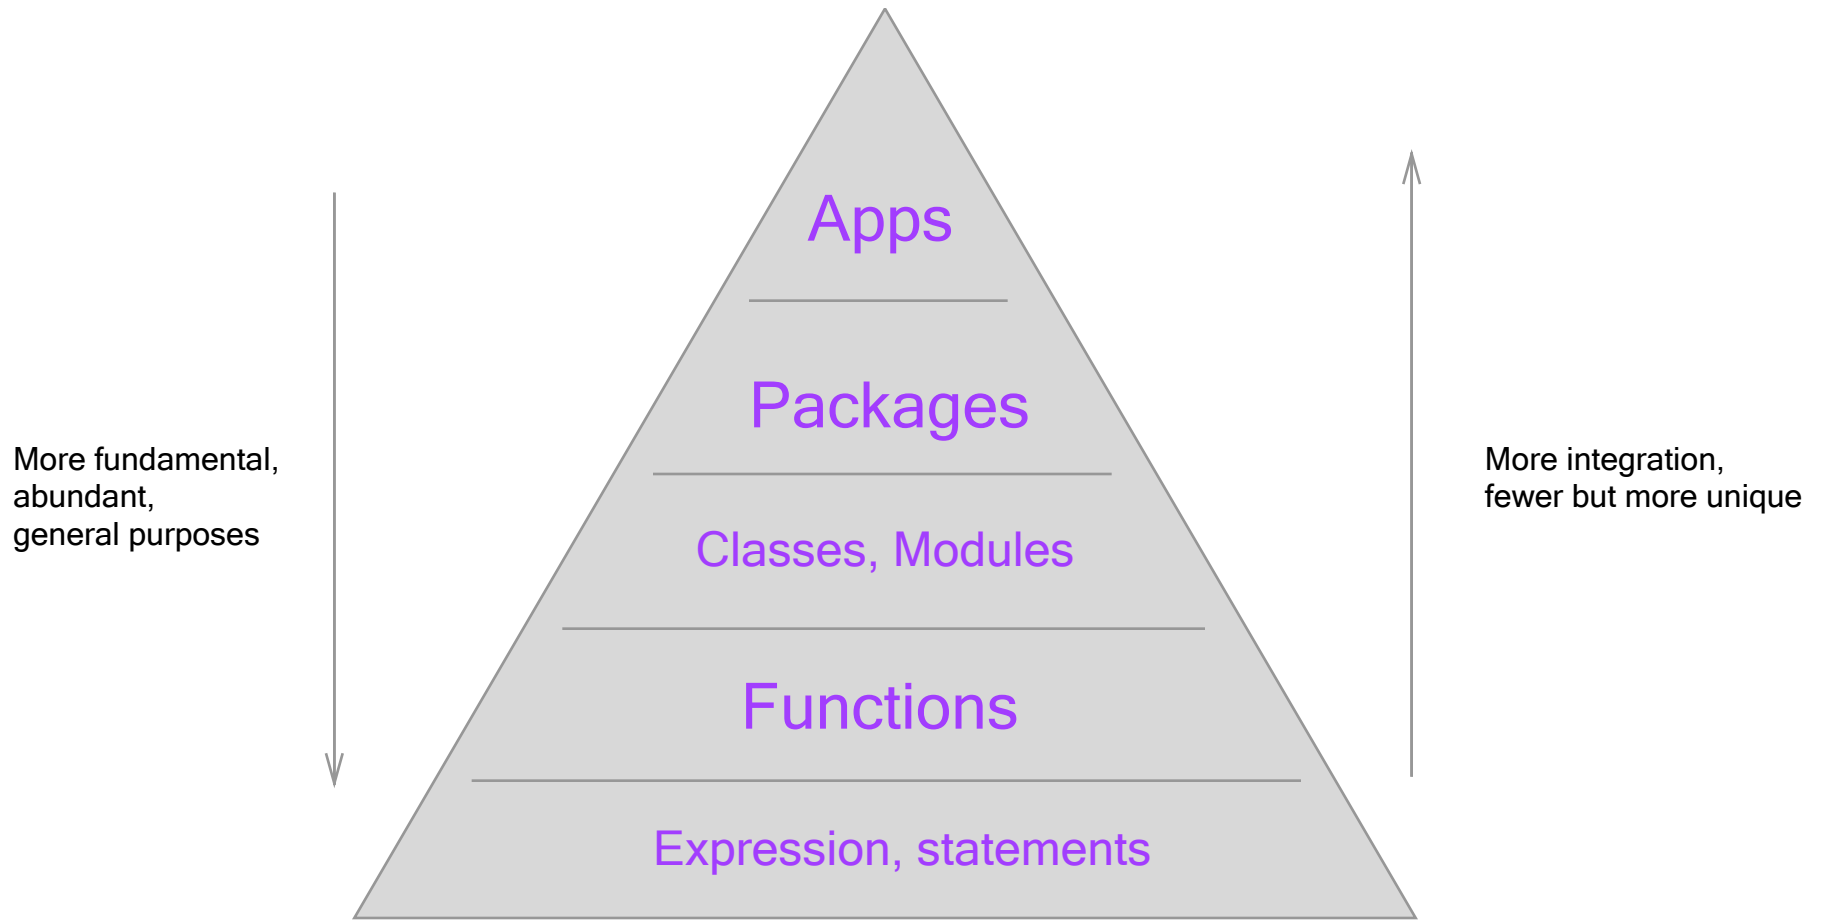 Apps
Packages
More fundamental,
abundant,
general purposes
More integration,
fewer but more unique
Classes, Modules
Functions
Expression, statements